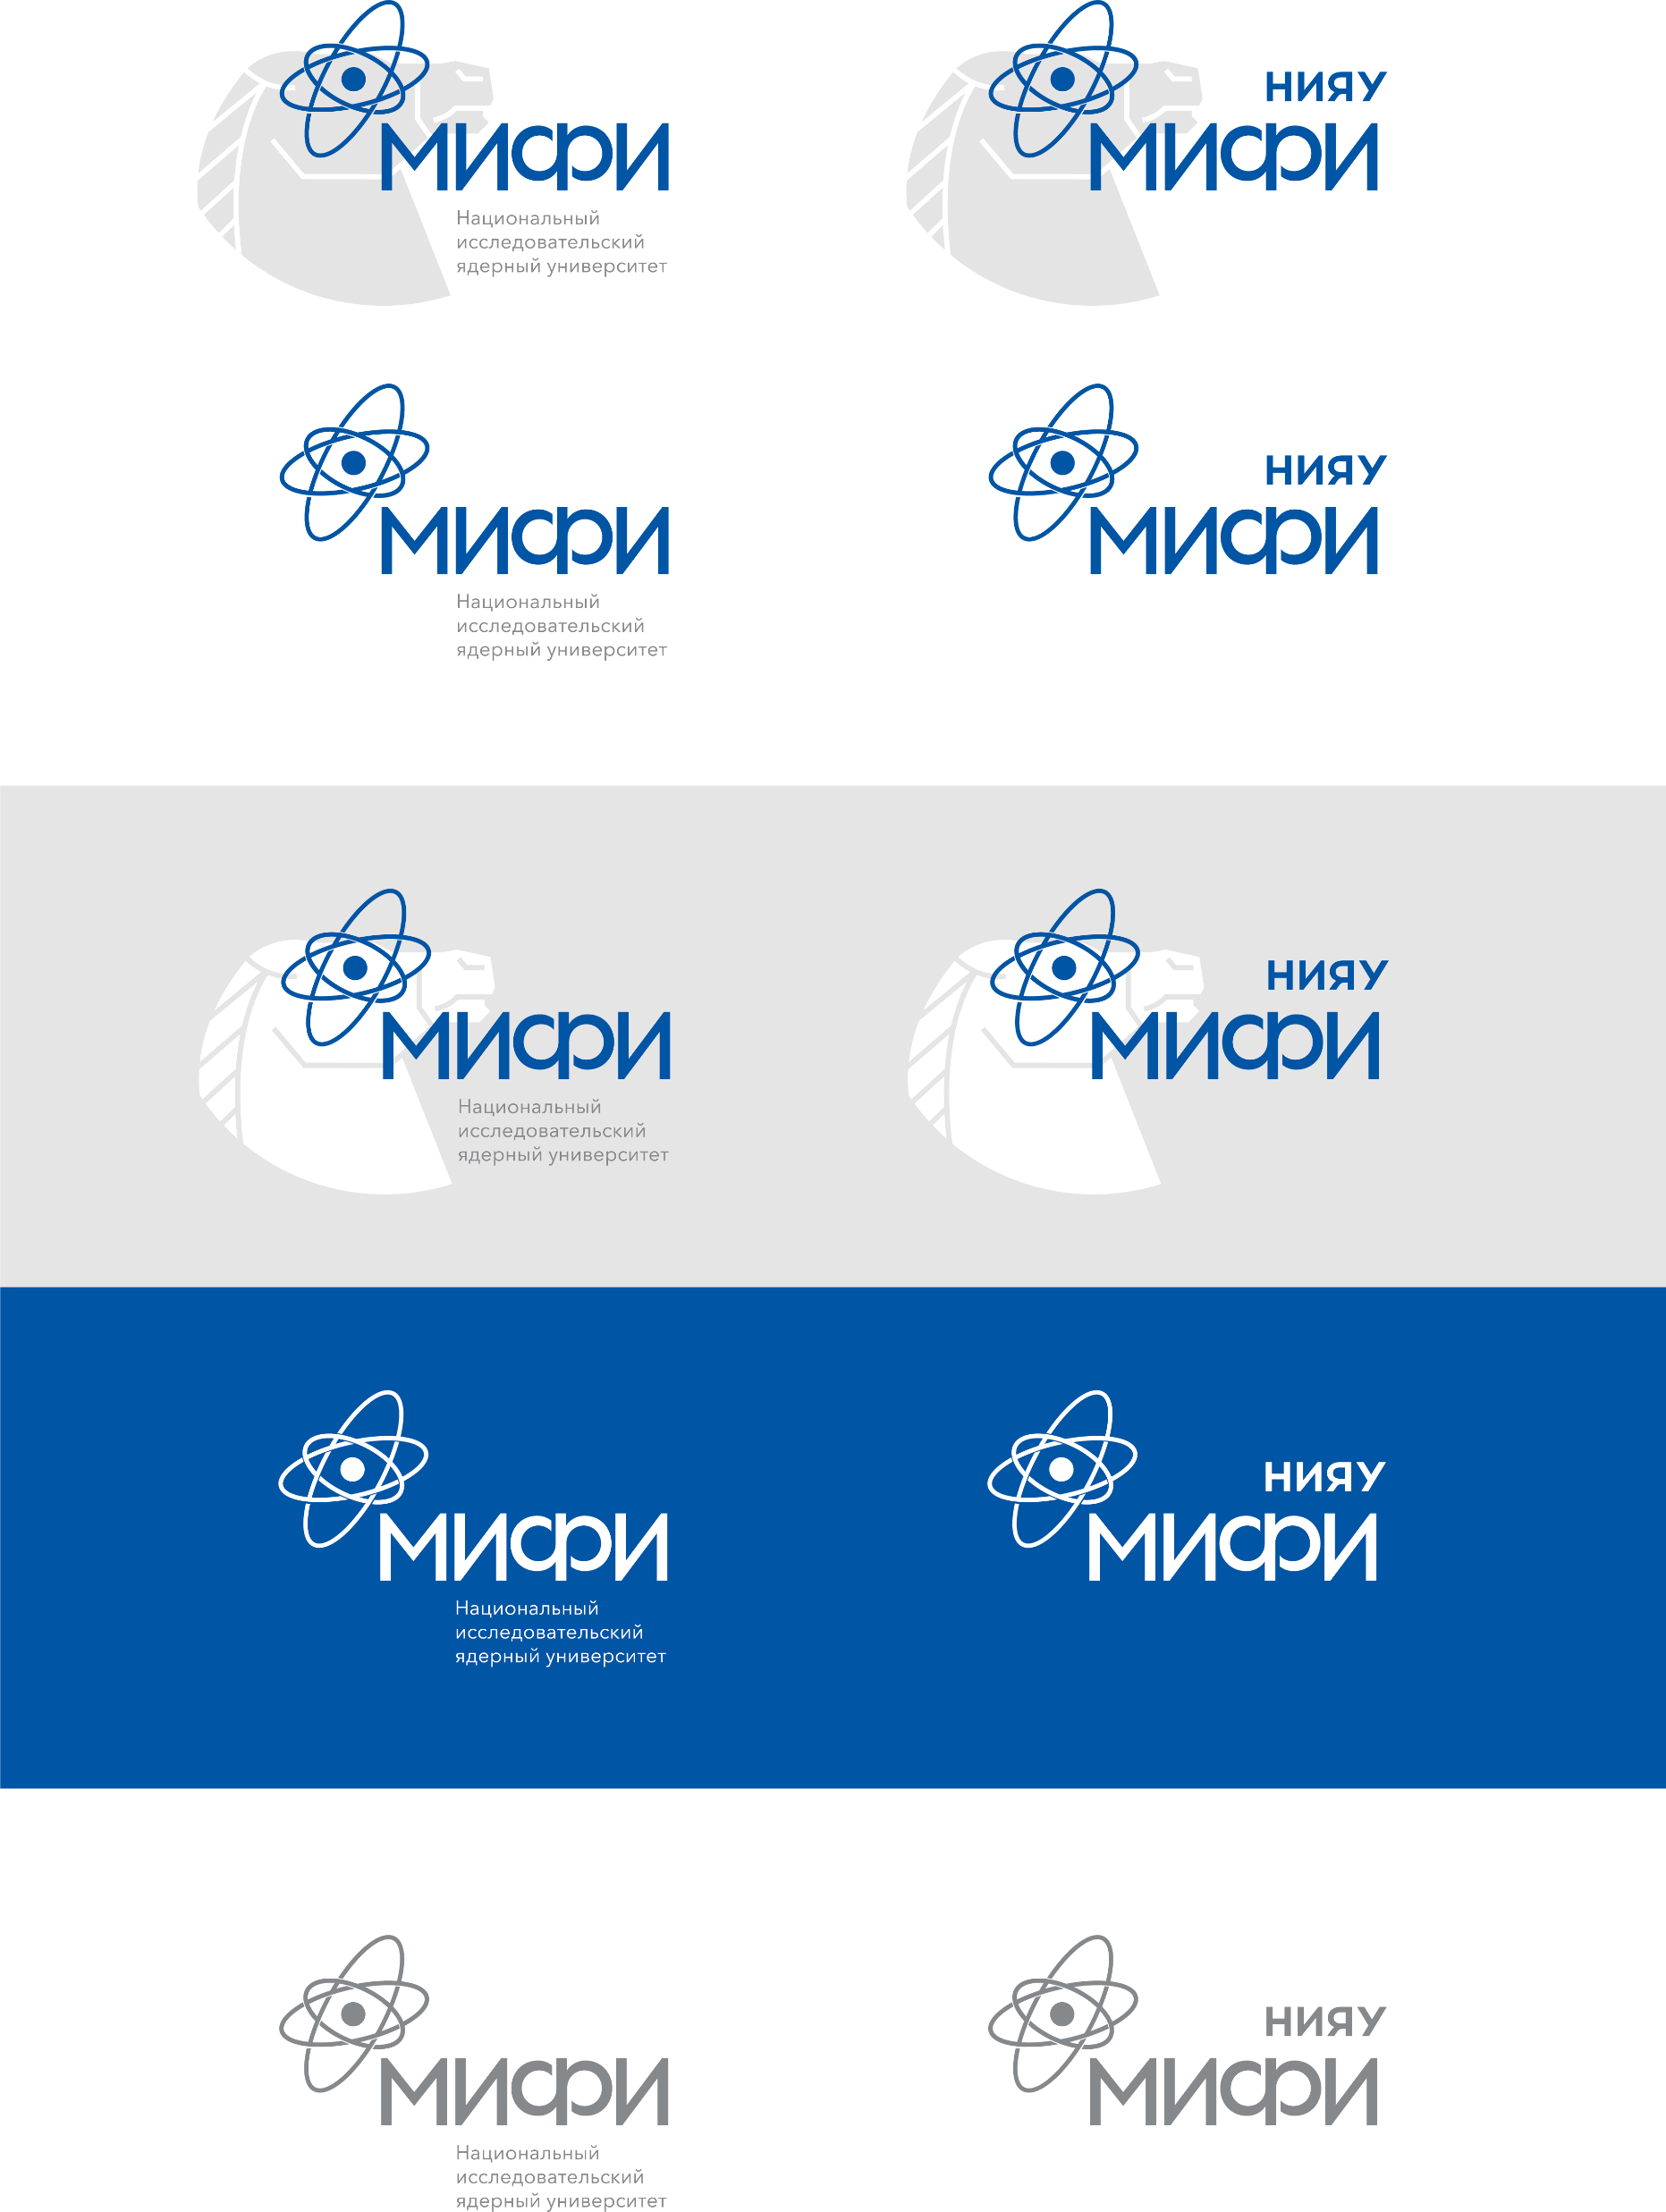 МИФИ
Национальный
исследовательский
ядерный университет
НИЯУ
МИФИ
МИФИ
Национальный
исследовательский
ядерный университет
НИЯУ
МИФИ
МИФИ
Национальный
исследовательский
ядерный университет
НИЯУ
МИФИ
МИФИ
Национальный
исследовательский
ядерный университет
НИЯУ
МИФИ
МИФИ
Национальный
исследовательский
ядерный университет
НИЯУ
МИФИ